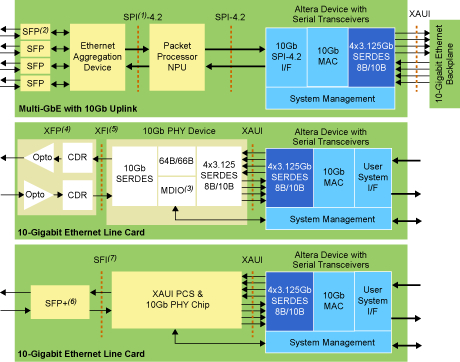 SPI(1)-4.2
SPI-4.2
Altera Device with
Serial Transceivers
XAUI
SFP(2)
SFP
SFP
SFP
Ethernet
Aggregation
Device
Packet
Processor
NPU
10Gb
SPI-4.2
I/F
10Gb
MAC
4x3.125Gb
SERDES
8B/10B
System Management
10-Gigabit Ethernet
Backplane
Multi-GbE with 10Gb Uplink
XFP(4)
XFI(5)
10Gb PHY Device
XAUI
Altera Device with
Serial Transceivers
Opto
CDR
Opto
CDR
10Gb
SERDES
64B/66B
MDIO(3)
4x3.125
SERDES
8B/10B
4x3.125Gb
SERDES
8B/10B
10Gb
MAC
User
System
I/F
System Management
10-Gigabit Ethernet Line Card
SFI(7)
XAUI
Altera Device with
Serial Transceivers
SFP+(6)
XAUI PCS &
10Gb PHY Chip
4x3.125Gb
SERDES
8B/10B
10Gb
MAC
User
System
I/F
System Management
10-Gigabit Ethernet Line Card